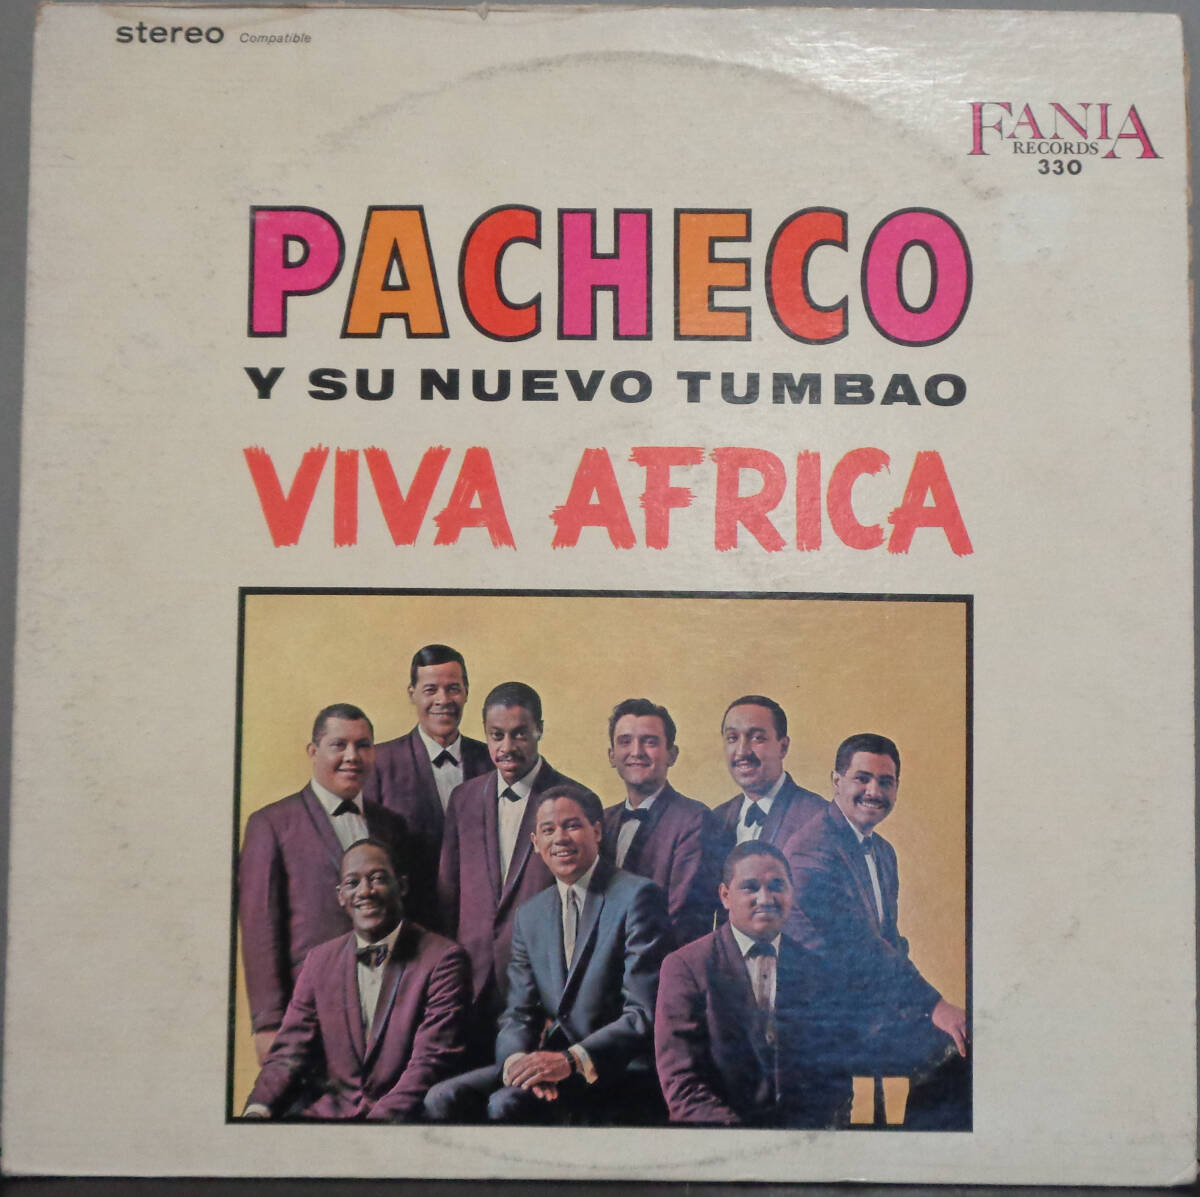 stereo Compatible
FANIA
RECORDS
330
PACHECO
Y SU NUEVO TUMBAO
VIVA AFRICA